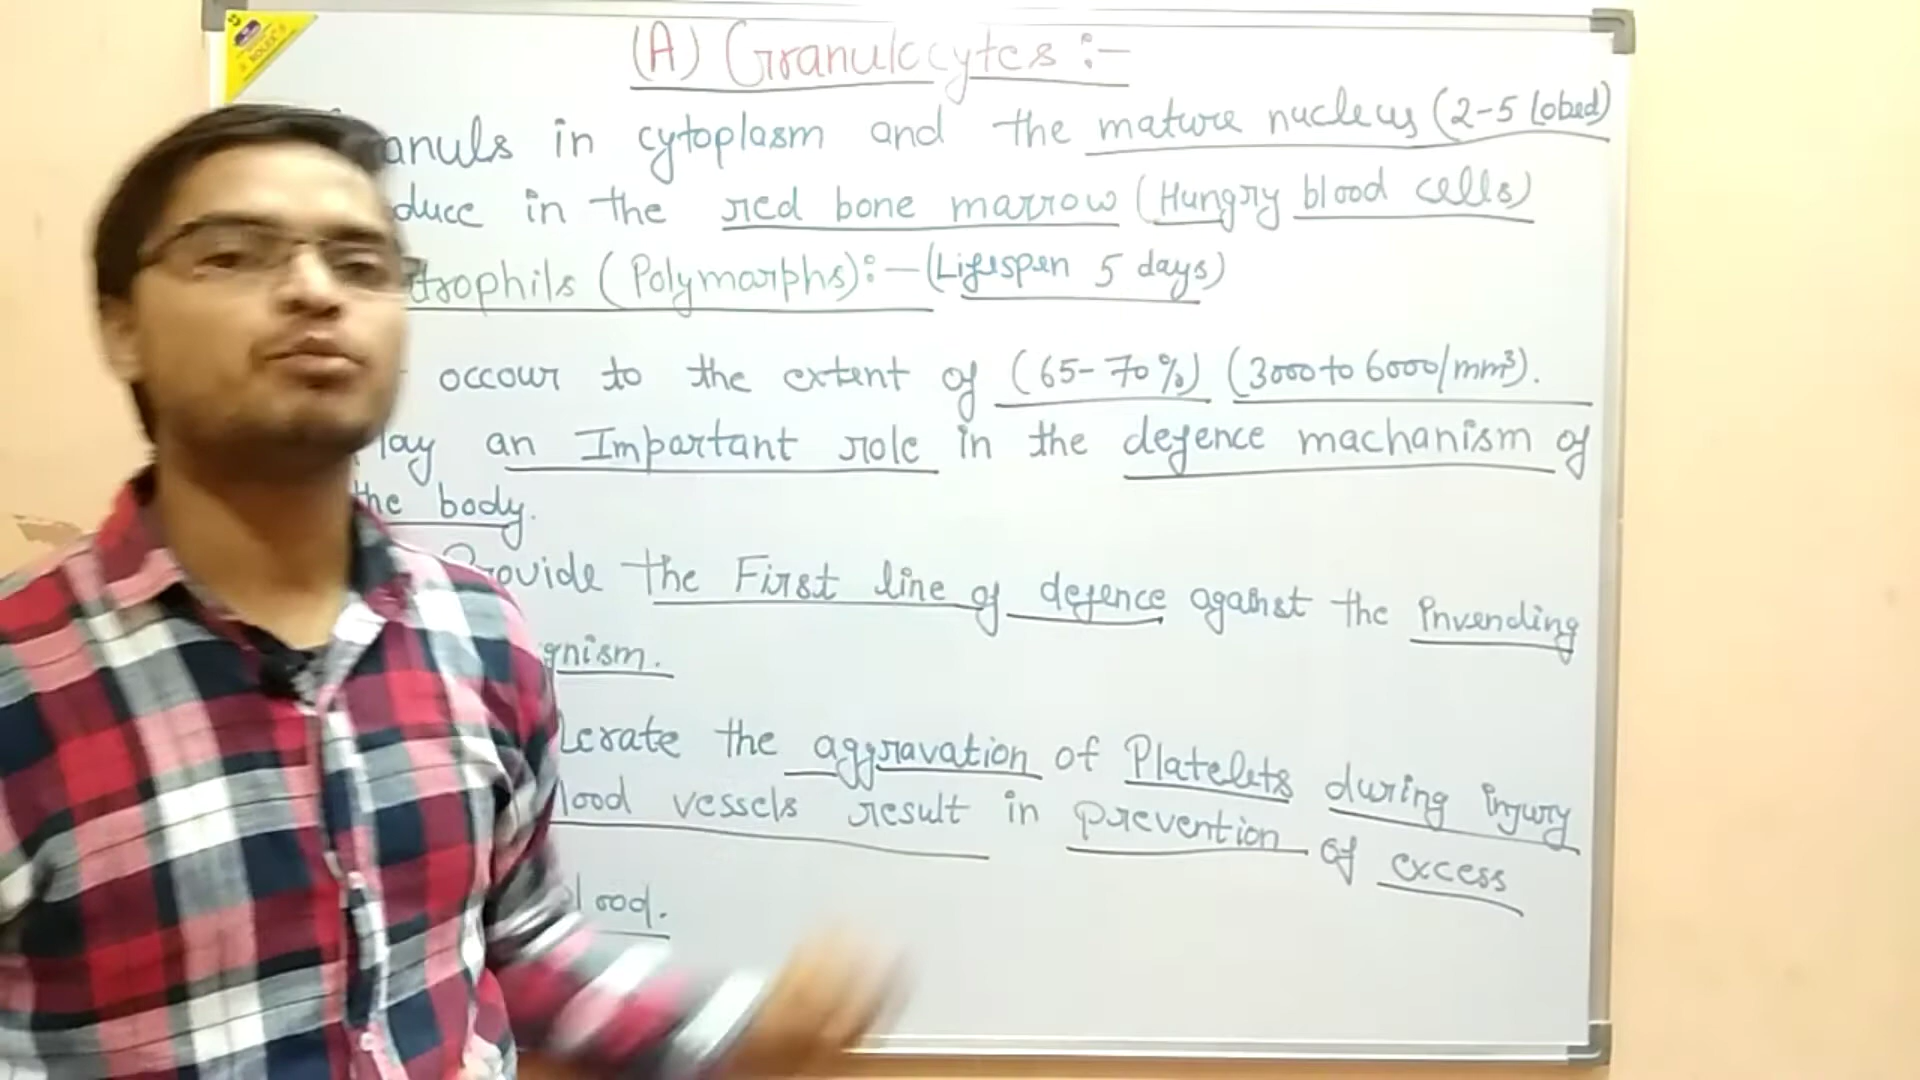 (A) Granulocytes :-
anuls in cytoplasm and the mature nucleus (2-5 lobed)
duce in the red bone marrow (Hungry blood cells)
trophils (Polymorphs):- (Lifespen 5 days)
occour to the extent of (65-70%) (3000 to 6000/mm³).
lay an Important role in the defence machanism of
the body.
Provide the First line of defence against the Invending
gnism.
lerate the aggravation of Platelets during injury
lood vessels result in prevention of excess
lood.